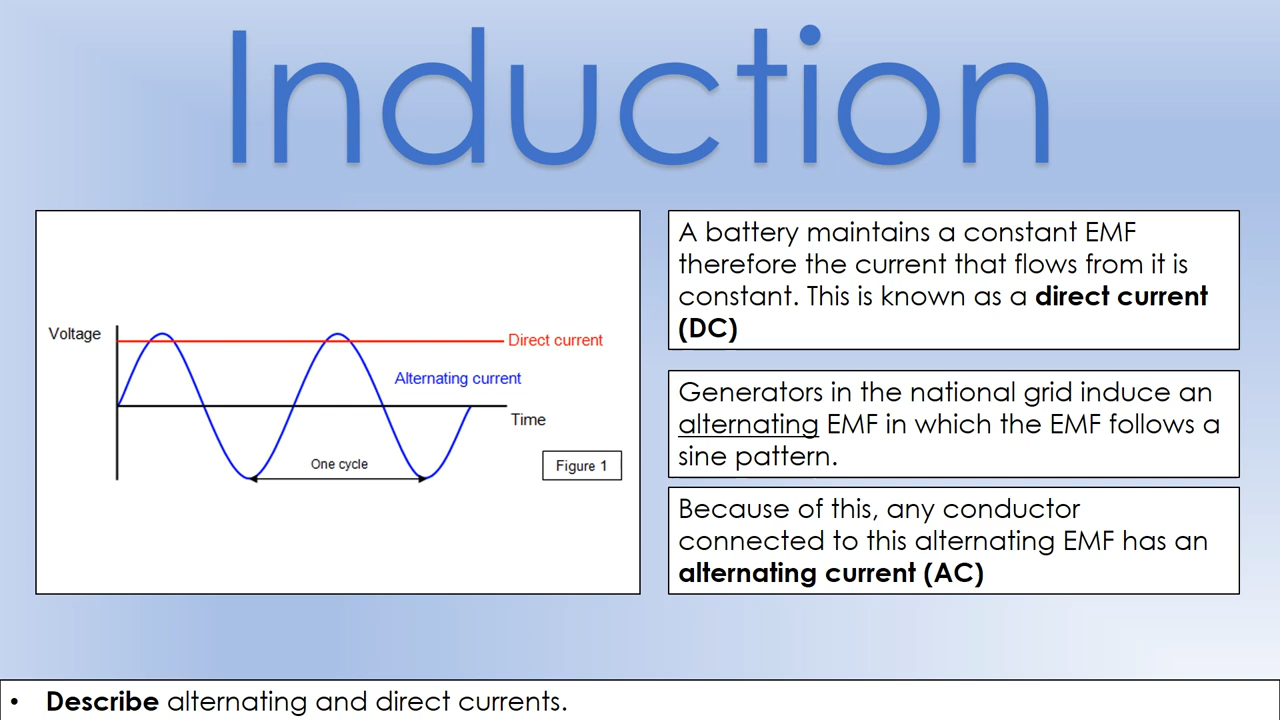 Induction
Voltage
Direct current
Alternating current
Time
One cycle
Figure 1
A battery maintains a constant EMF
therefore the current that flows from it is
constant. This is known as a direct current
(DC)
Generators in the national grid induce an
alternating EMF in which the EMF follows a
sine pattern.
Because of this, any conductor
connected to this alternating EMF has an
alternating current (AC)
• Describe alternating and direct currents.